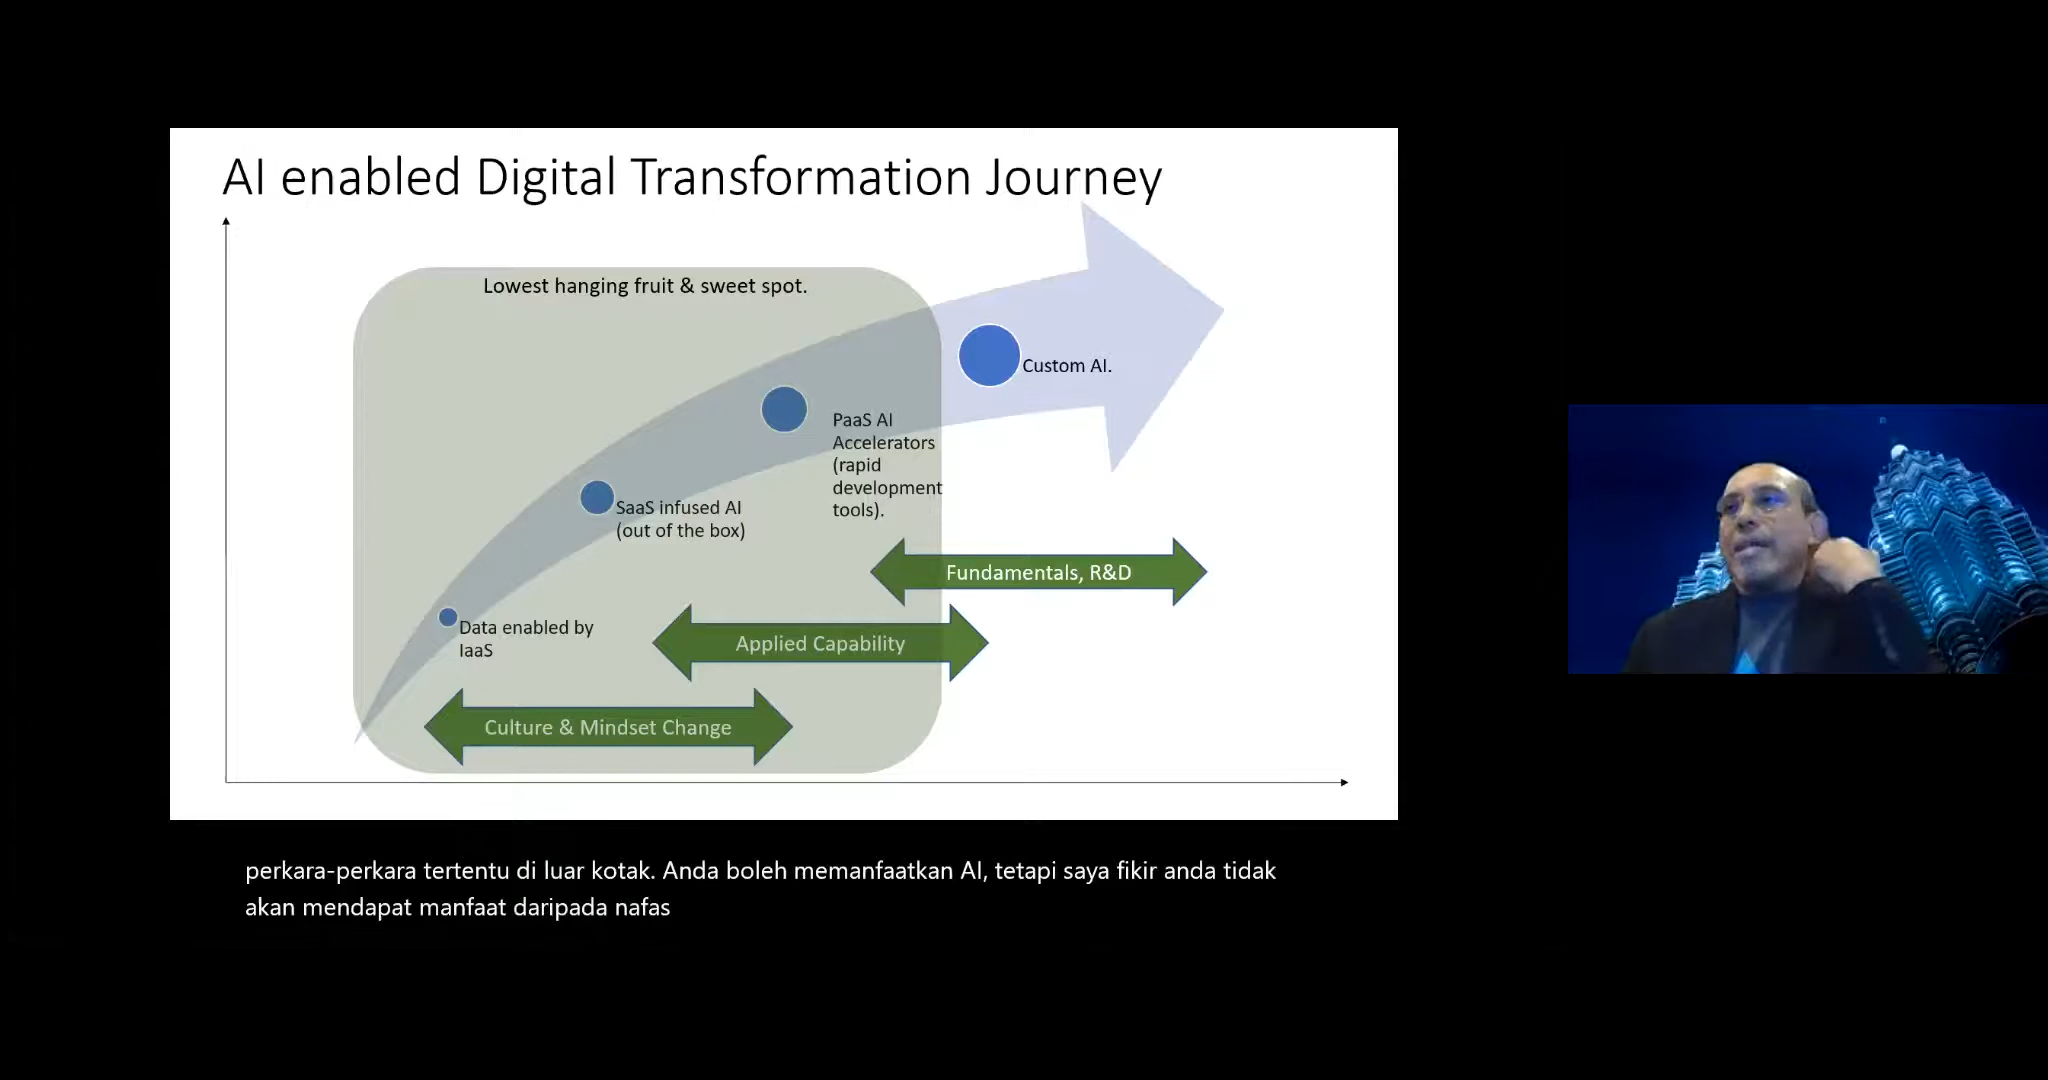 AI enabled Digital Transformation Journey
Lowest hanging fruit & sweet spot.
Custom AI.
PaaS AI
Accelerators
(rapid
development
tools).
SaaS infused AI
(out of the box)
Fundamentals, R&D
Data enabled by
IaaS
Applied Capability
Culture & Mindset Change
perkara-perkara tertentu di luar kotak. Anda boleh memanfaatkan AI, tetapi saya fikir anda tidak
akan mendapat manfaat daripada nafas